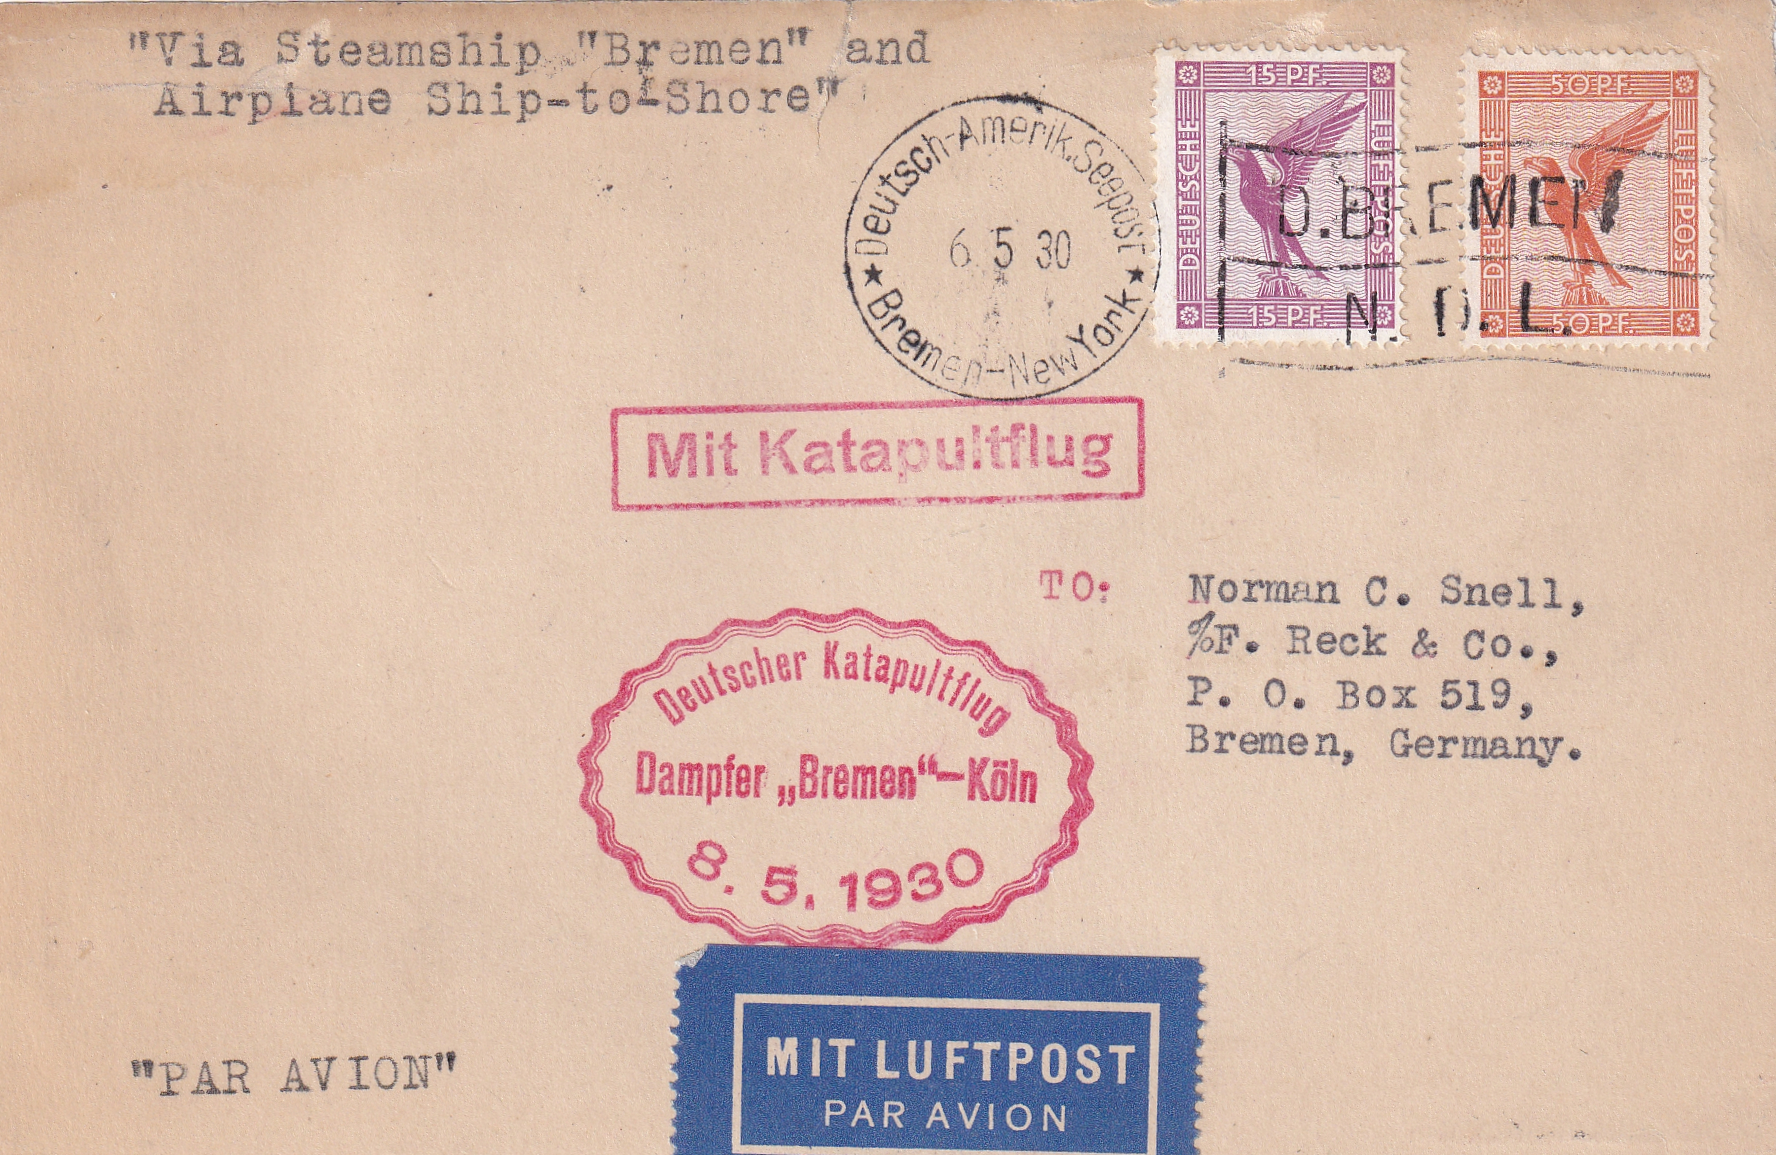 "Via Steamship "Bremen" and
Airplane Ship-to-Shore"
Deutsch-Amerik. Seepost
6 5 30
★ Bremen-New York ★
15 PF.
DEUTSCHE
LUFTPOST
15 PF.
50 PF.
DEUTSCHE
LUFTPOST
50 PF.
D. BREMEN
N. D. L.
Mit Katapultflug
TO:
Norman C. Snell,
%F. Reck & Co.,
P. O. Box 519,
Bremen, Germany.
Deutscher Katapultflug
Dampfer „Bremen“–Köln
8. 5. 1930
"PAR AVION"
MIT LUFTPOST
PAR AVION